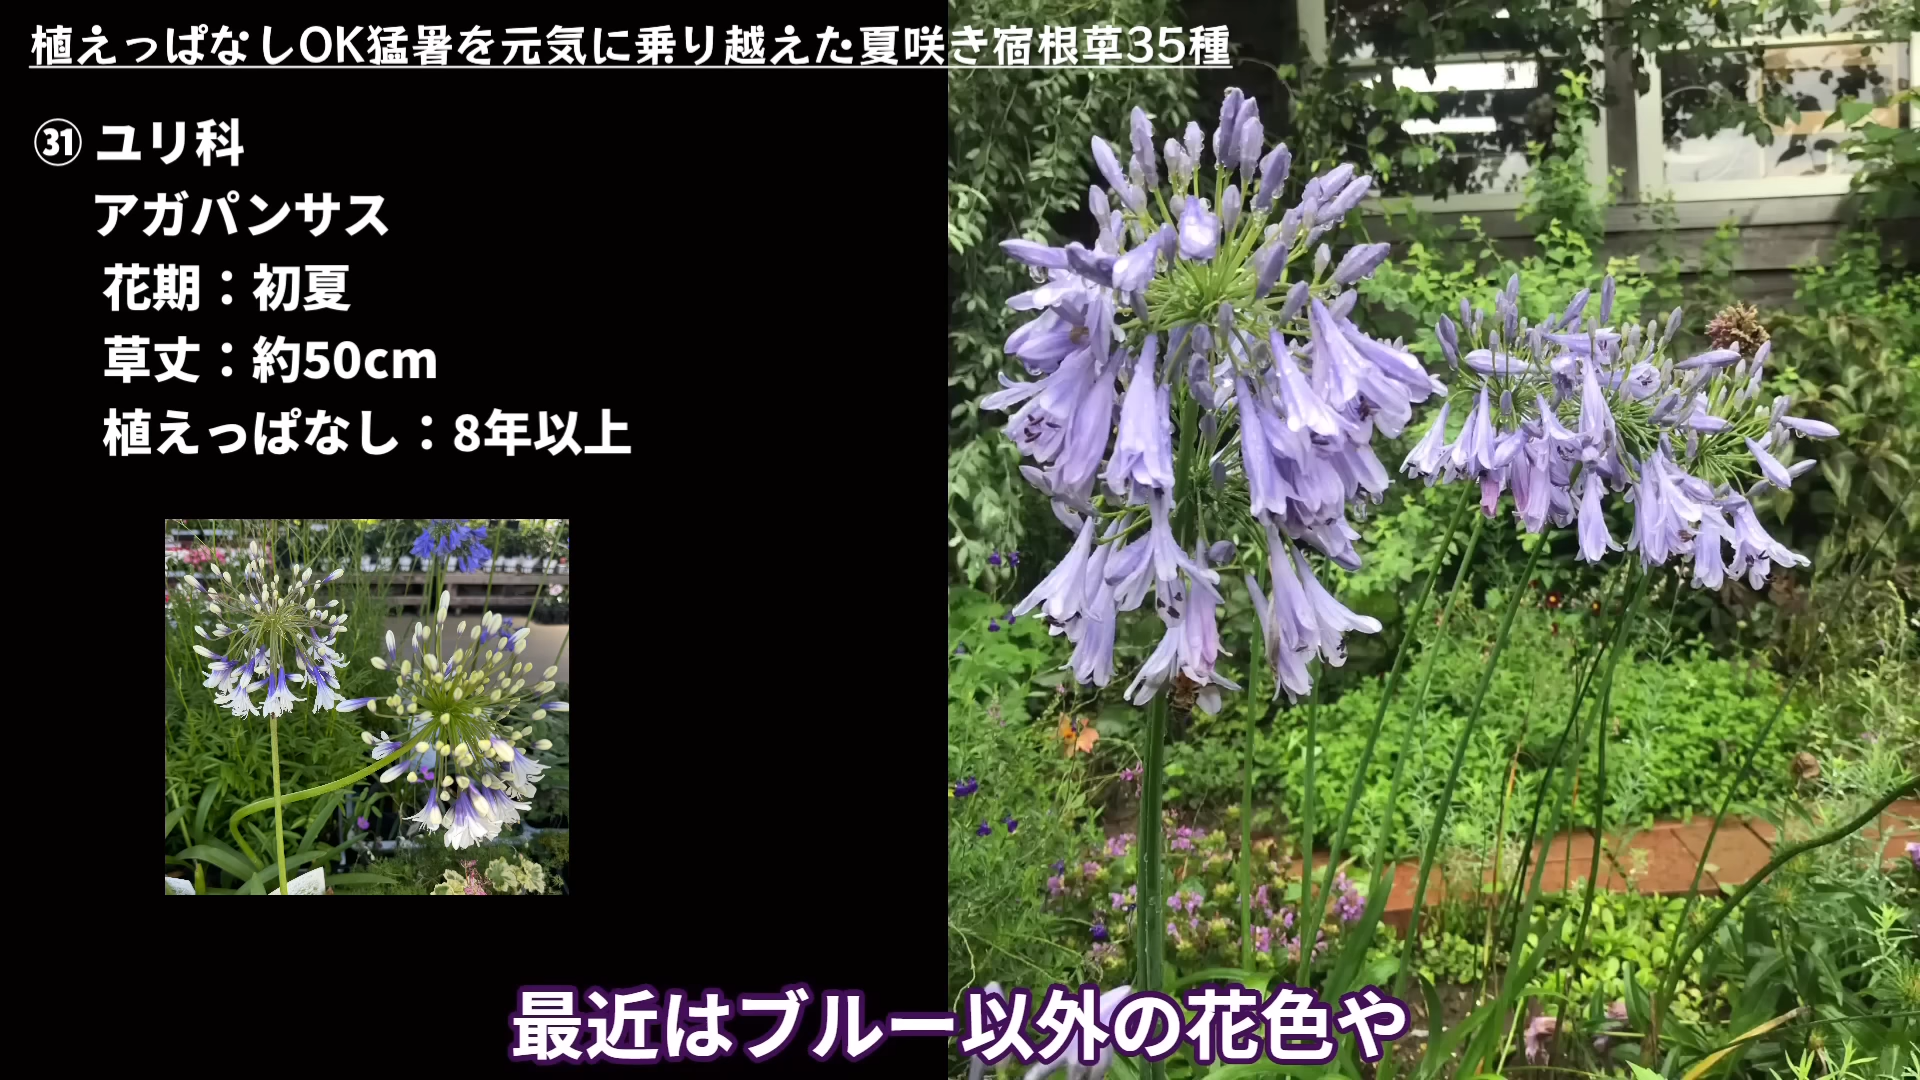 植えっぱなしOK猛暑を元気に乗り越えた夏咲き宿根草35種
㉛ ユリ科
アガパンサス
花期：初夏
草丈：約50cm
植えっぱなし：8年以上
最近はブルー以外の花色や